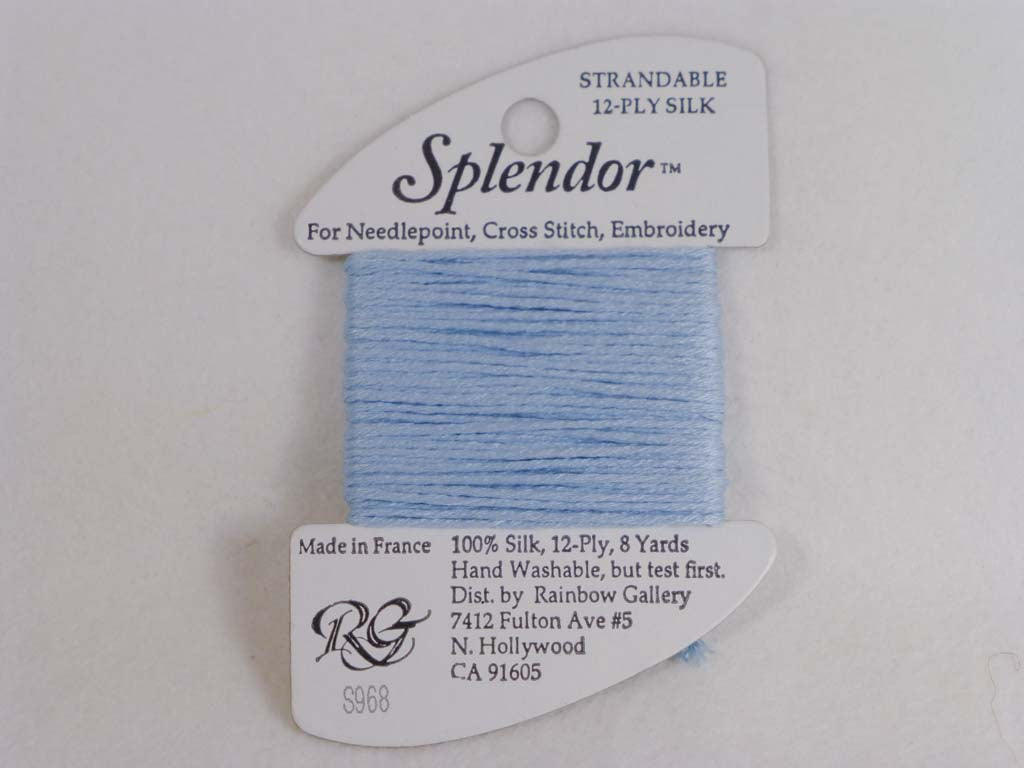 STRANDABLE
12-PLY SILK
Splendor™
For Needlepoint, Cross Stitch, Embroidery
Made in France
100% Silk, 12-Ply, 8 Yards
Hand Washable, but test first.
Dist. by Rainbow Gallery
7412 Fulton Ave #5
N. Hollywood
CA 91605
RG
S968